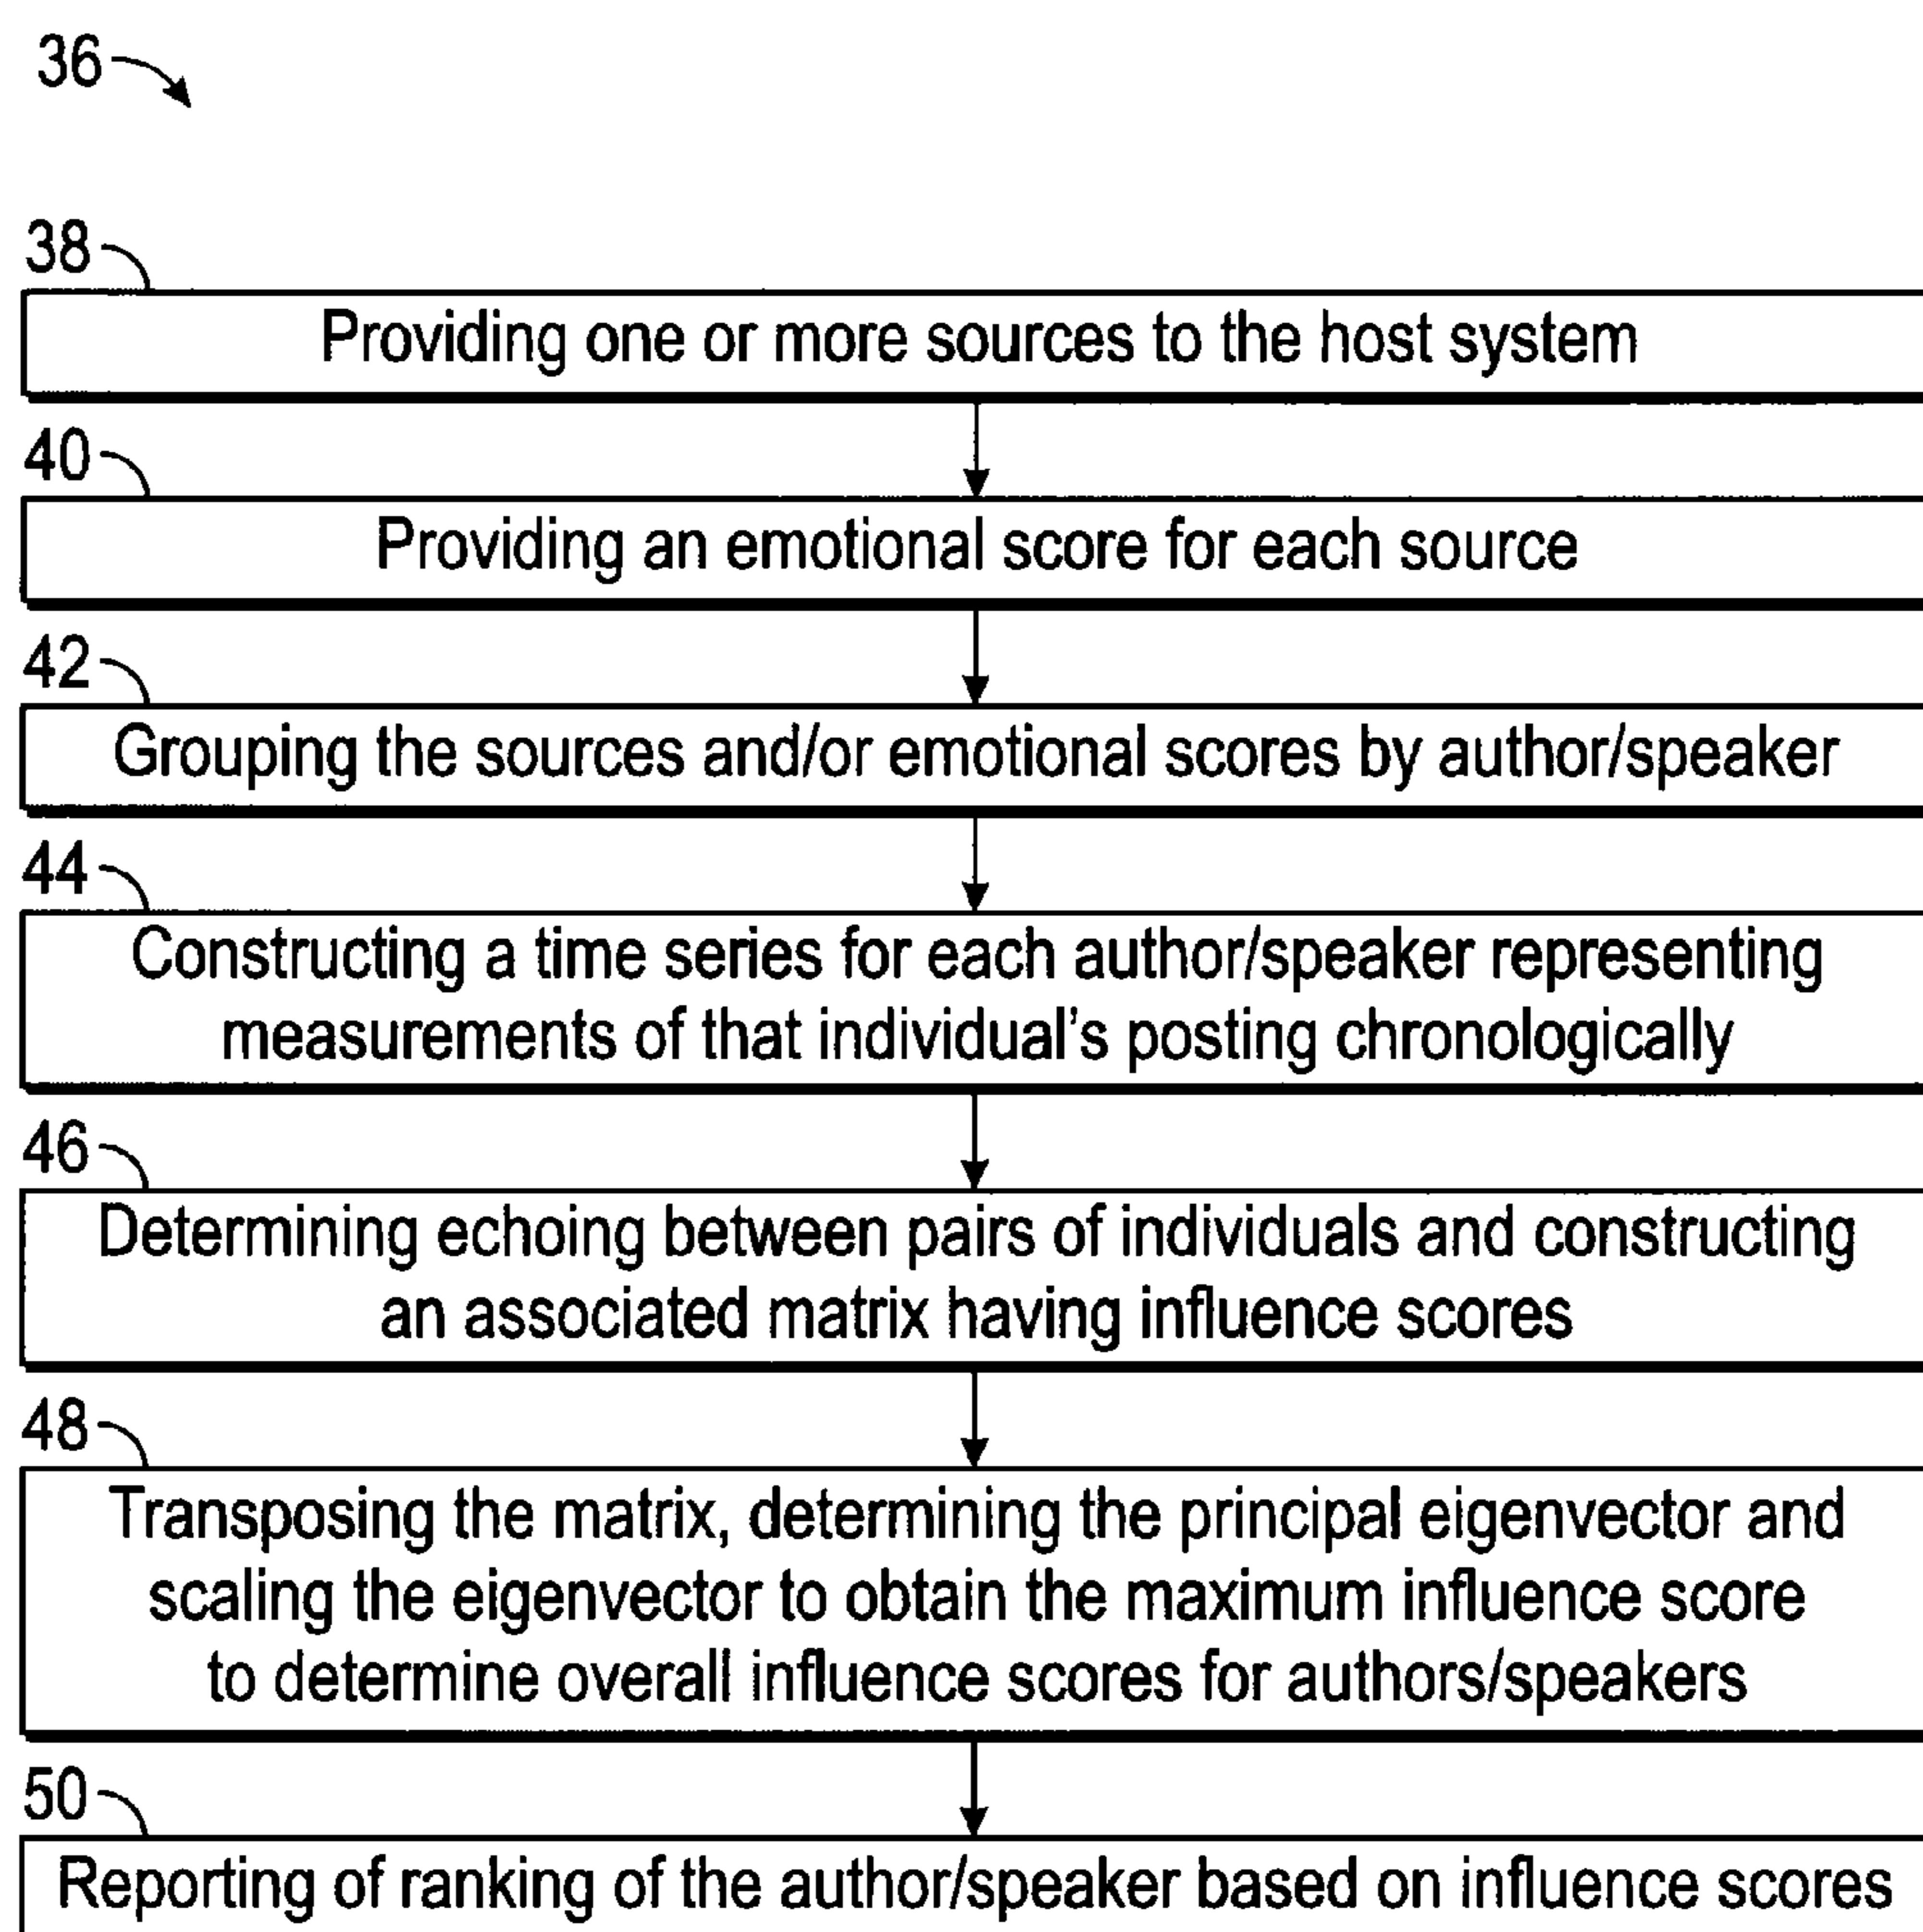 36
38
Providing one or more sources to the host system
40
Providing an emotional score for each source
42
Grouping the sources and/or emotional scores by author/speaker
44
Constructing a time series for each author/speaker representing
measurements of that individual's posting chronologically
46
Determining echoing between pairs of individuals and constructing
an associated matrix having influence scores
48
Transposing the matrix, determining the principal eigenvector and
scaling the eigenvector to obtain the maximum influence score
to determine overall influence scores for authors/speakers
50
Reporting of ranking of the author/speaker based on influence scores